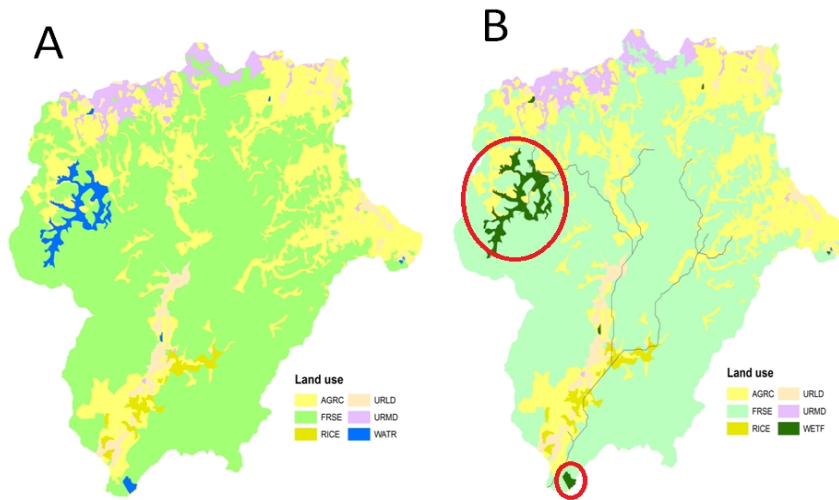 A
B
Land use
AGRC URLD
FRSE URMD
RICE WATR
Land use
AGRC URLD
FRSE URMD
RICE WETF